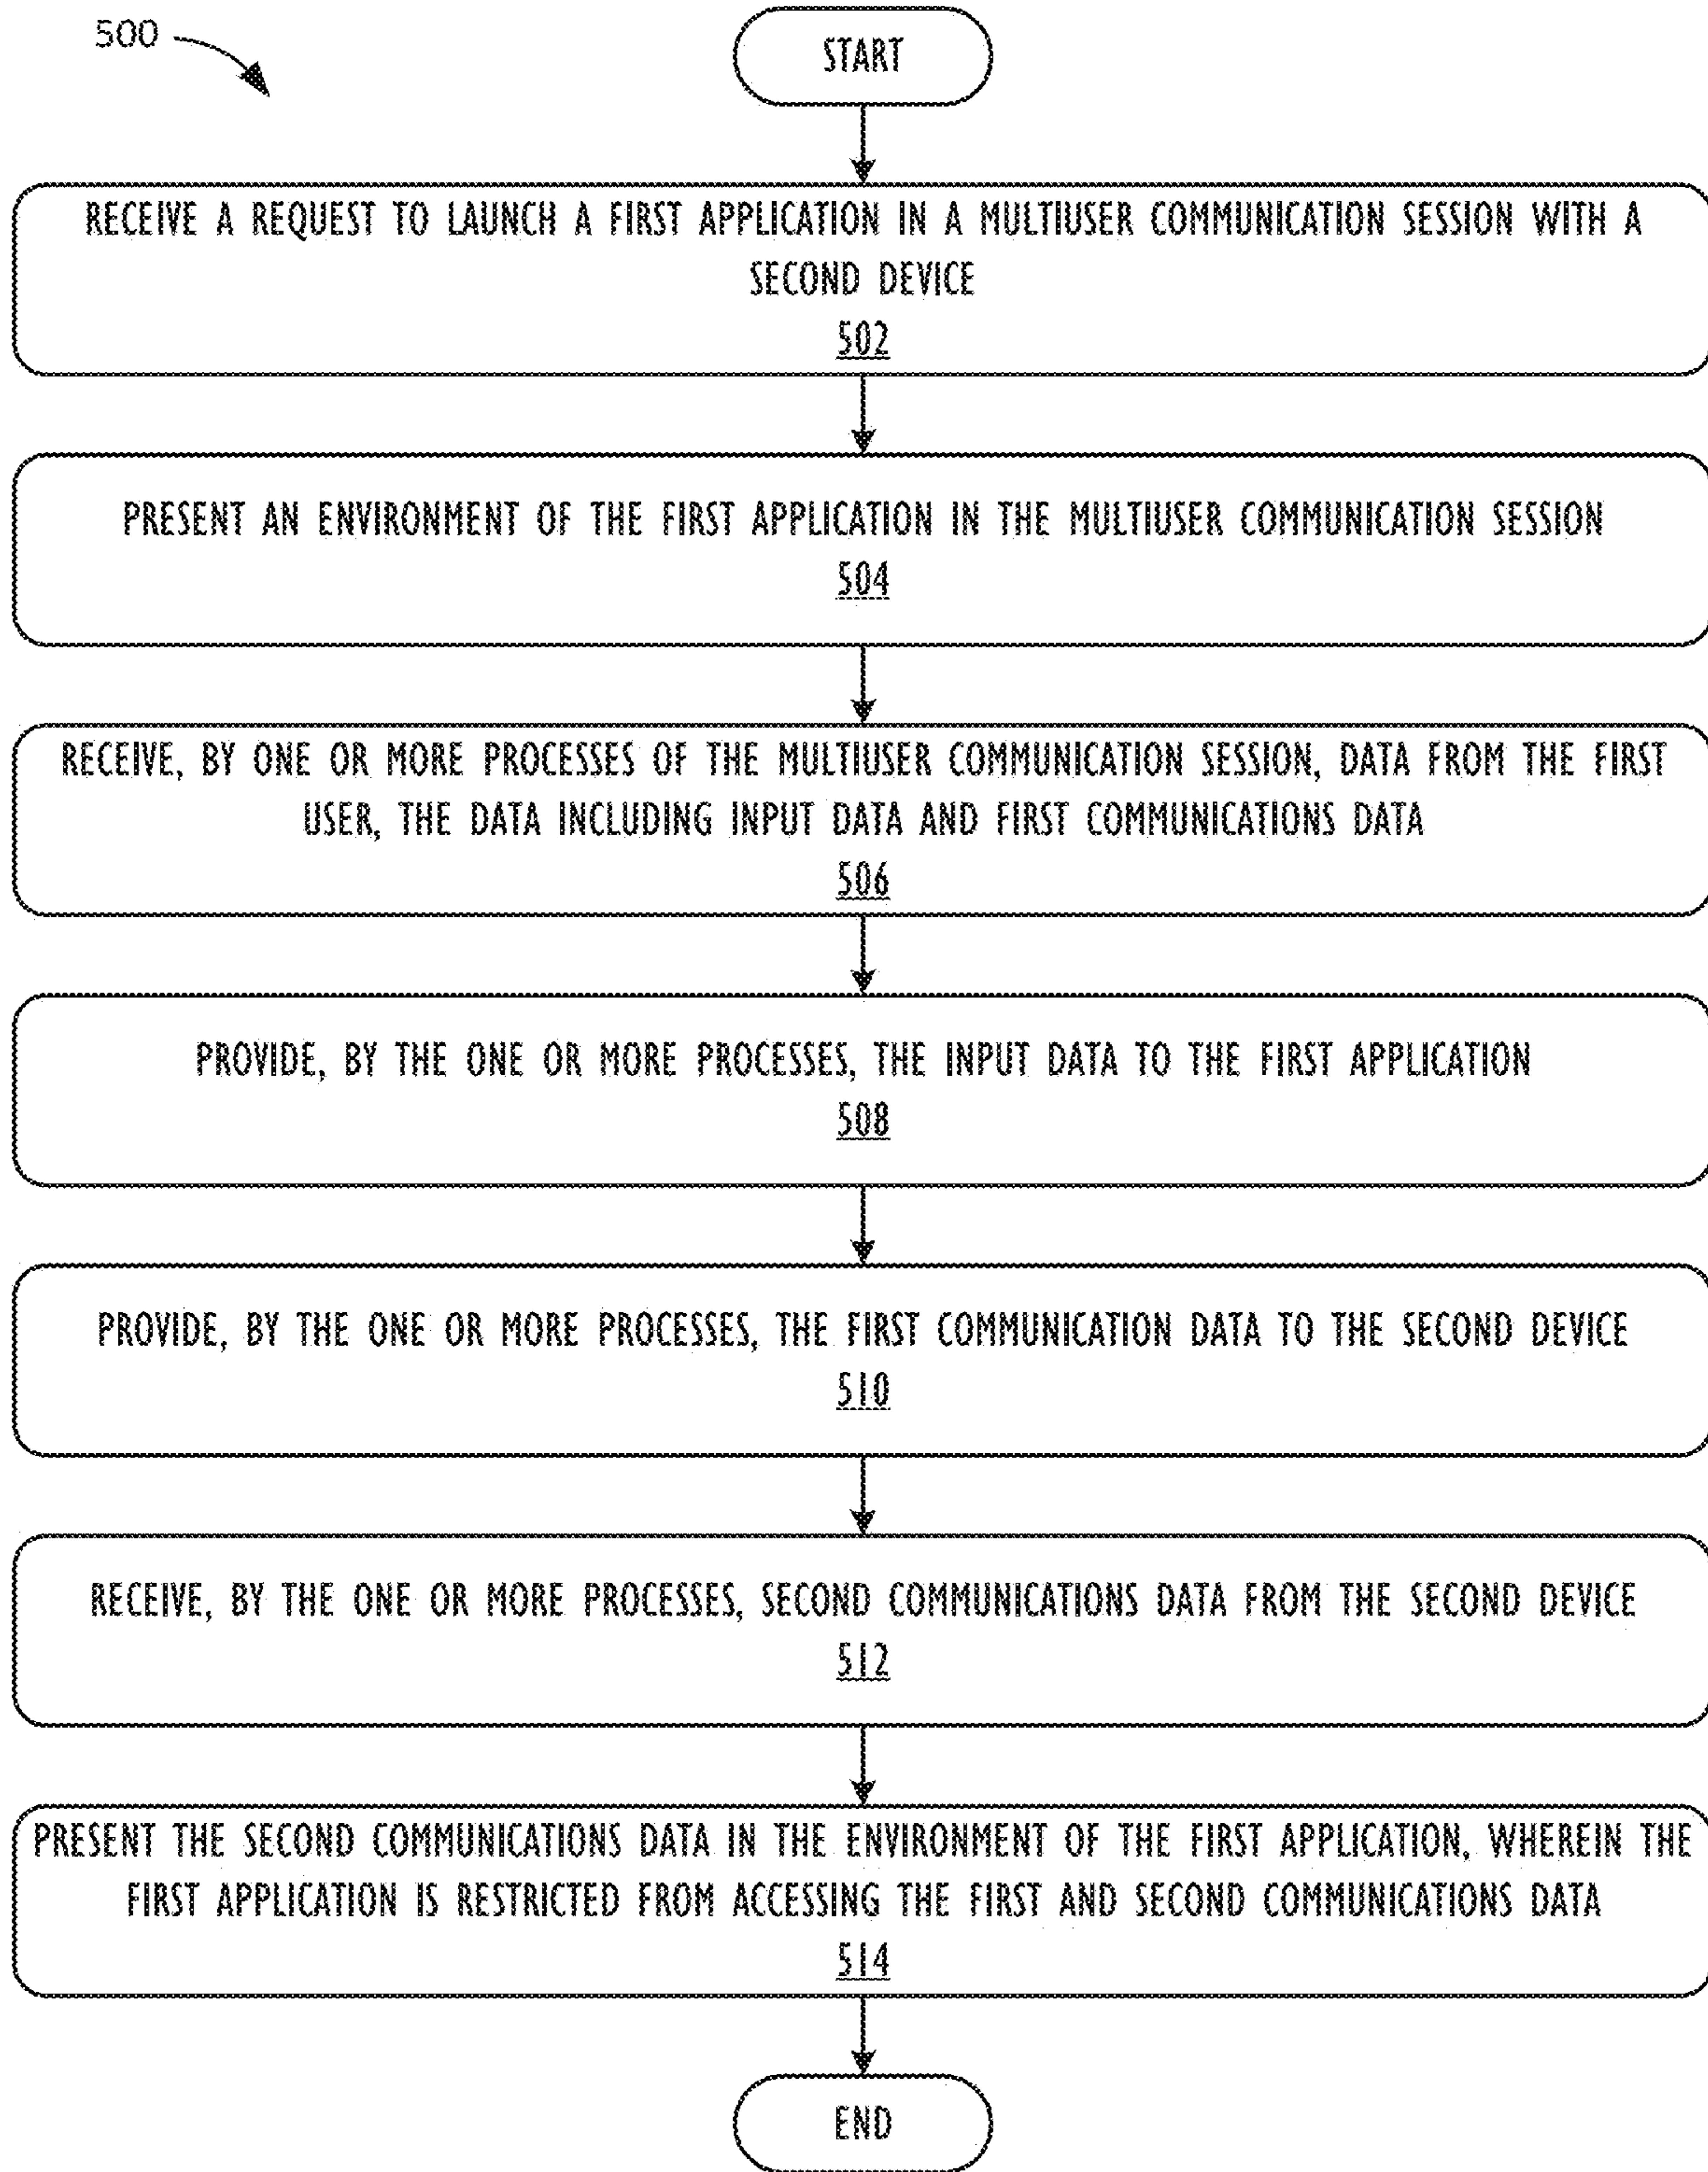 500
START
RECEIVE A REQUEST TO LAUNCH A FIRST APPLICATION IN A MULTIUSER COMMUNICATION SESSION WITH A
SECOND DEVICE
502
PRESENT AN ENVIRONMENT OF THE FIRST APPLICATION IN THE MULTIUSER COMMUNICATION SESSION
504
RECEIVE, BY ONE OR MORE PROCESSES OF THE MULTIUSER COMMUNICATION SESSION, DATA FROM THE FIRST
USER, THE DATA INCLUDING INPUT DATA AND FIRST COMMUNICATIONS DATA
506
PROVIDE, BY THE ONE OR MORE PROCESSES, THE INPUT DATA TO THE FIRST APPLICATION
508
PROVIDE, BY THE ONE OR MORE PROCESSES, THE FIRST COMMUNICATION DATA TO THE SECOND DEVICE
510
RECEIVE, BY THE ONE OR MORE PROCESSES, SECOND COMMUNICATIONS DATA FROM THE SECOND DEVICE
512
PRESENT THE SECOND COMMUNICATIONS DATA IN THE ENVIRONMENT OF THE FIRST APPLICATION, WHEREIN THE
FIRST APPLICATION IS RESTRICTED FROM ACCESSING THE FIRST AND SECOND COMMUNICATIONS DATA
514
END